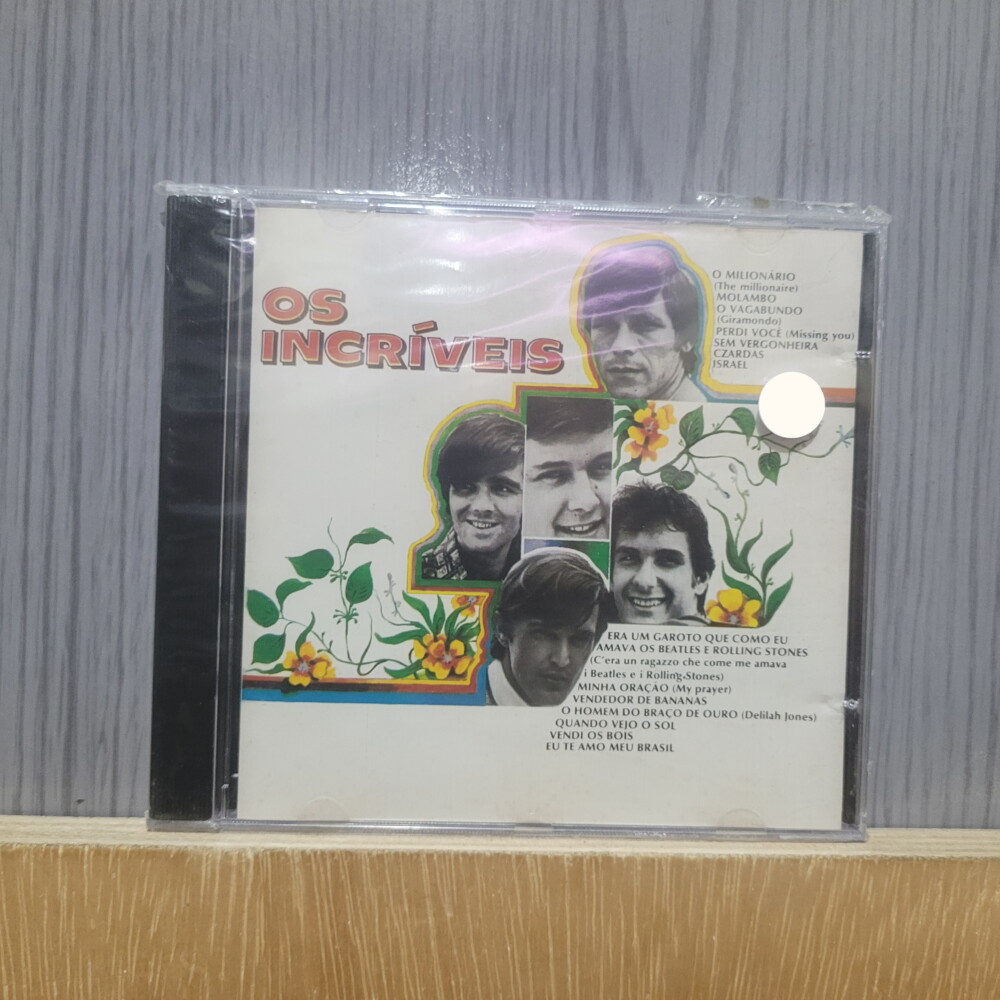 OS
INCRÍVEIS
O MILIONÁRIO
(The millionaire)
MOLAMBO
O VAGABUNDO
(Giramondo)
PERDI VOCÊ (Missing you)
SEM VERGONHEIRA
CZARDAS
ISRAEL
ERA UM GAROTO QUE COMO EU
AMAVA OS BEATLES E ROLLING STONES
(C'era un ragazzo che come me amava
i Beatles e i Rolling-Stones)
MINHA ORAÇÃO (My prayer)
VENDEDOR DE BANANAS
O HOMEM DO BRAÇO DE OURO (Delilah Jones)
QUANDO VEJO O SOL
VENDI OS BOIS
EU TE AMO MEU BRASIL